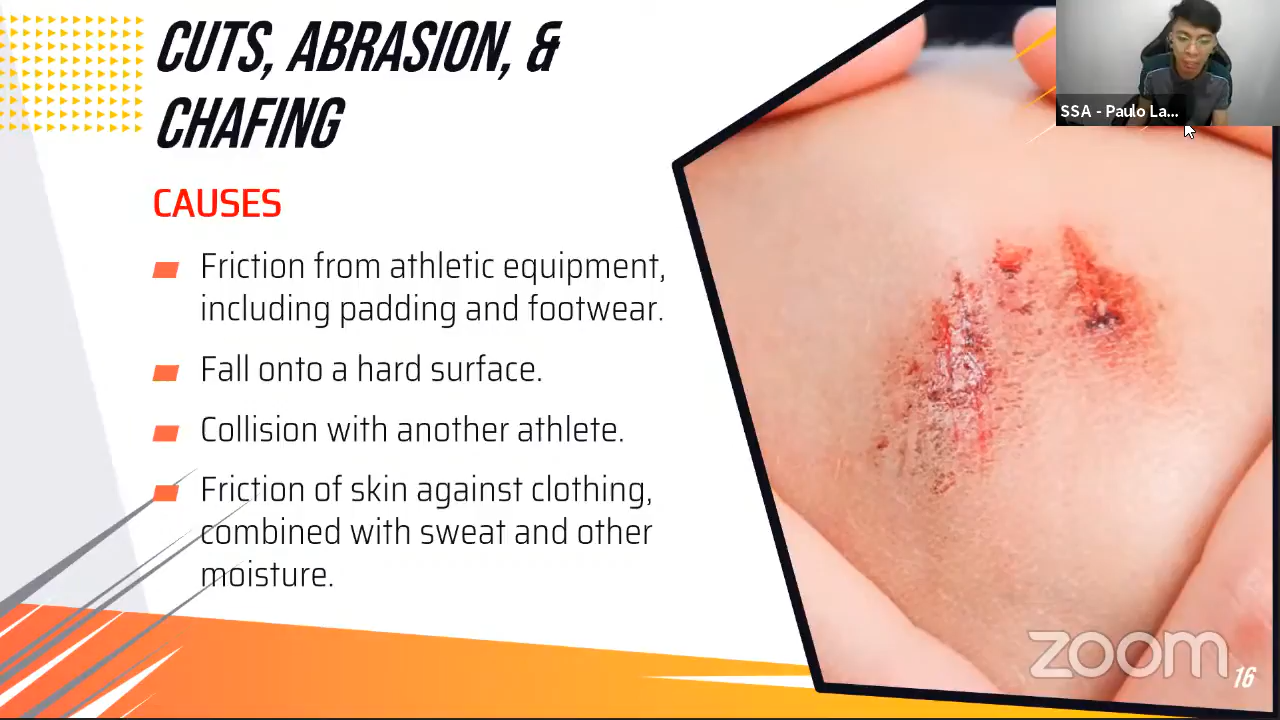 CUTS, ABRASION, &
CHAFING
CAUSES
Friction from athletic equipment,
including padding and footwear.
Fall onto a hard surface.
Collision with another athlete.
Friction of skin against clothing,
combined with sweat and other
moisture.
SSA - Paulo La...
zoom
16